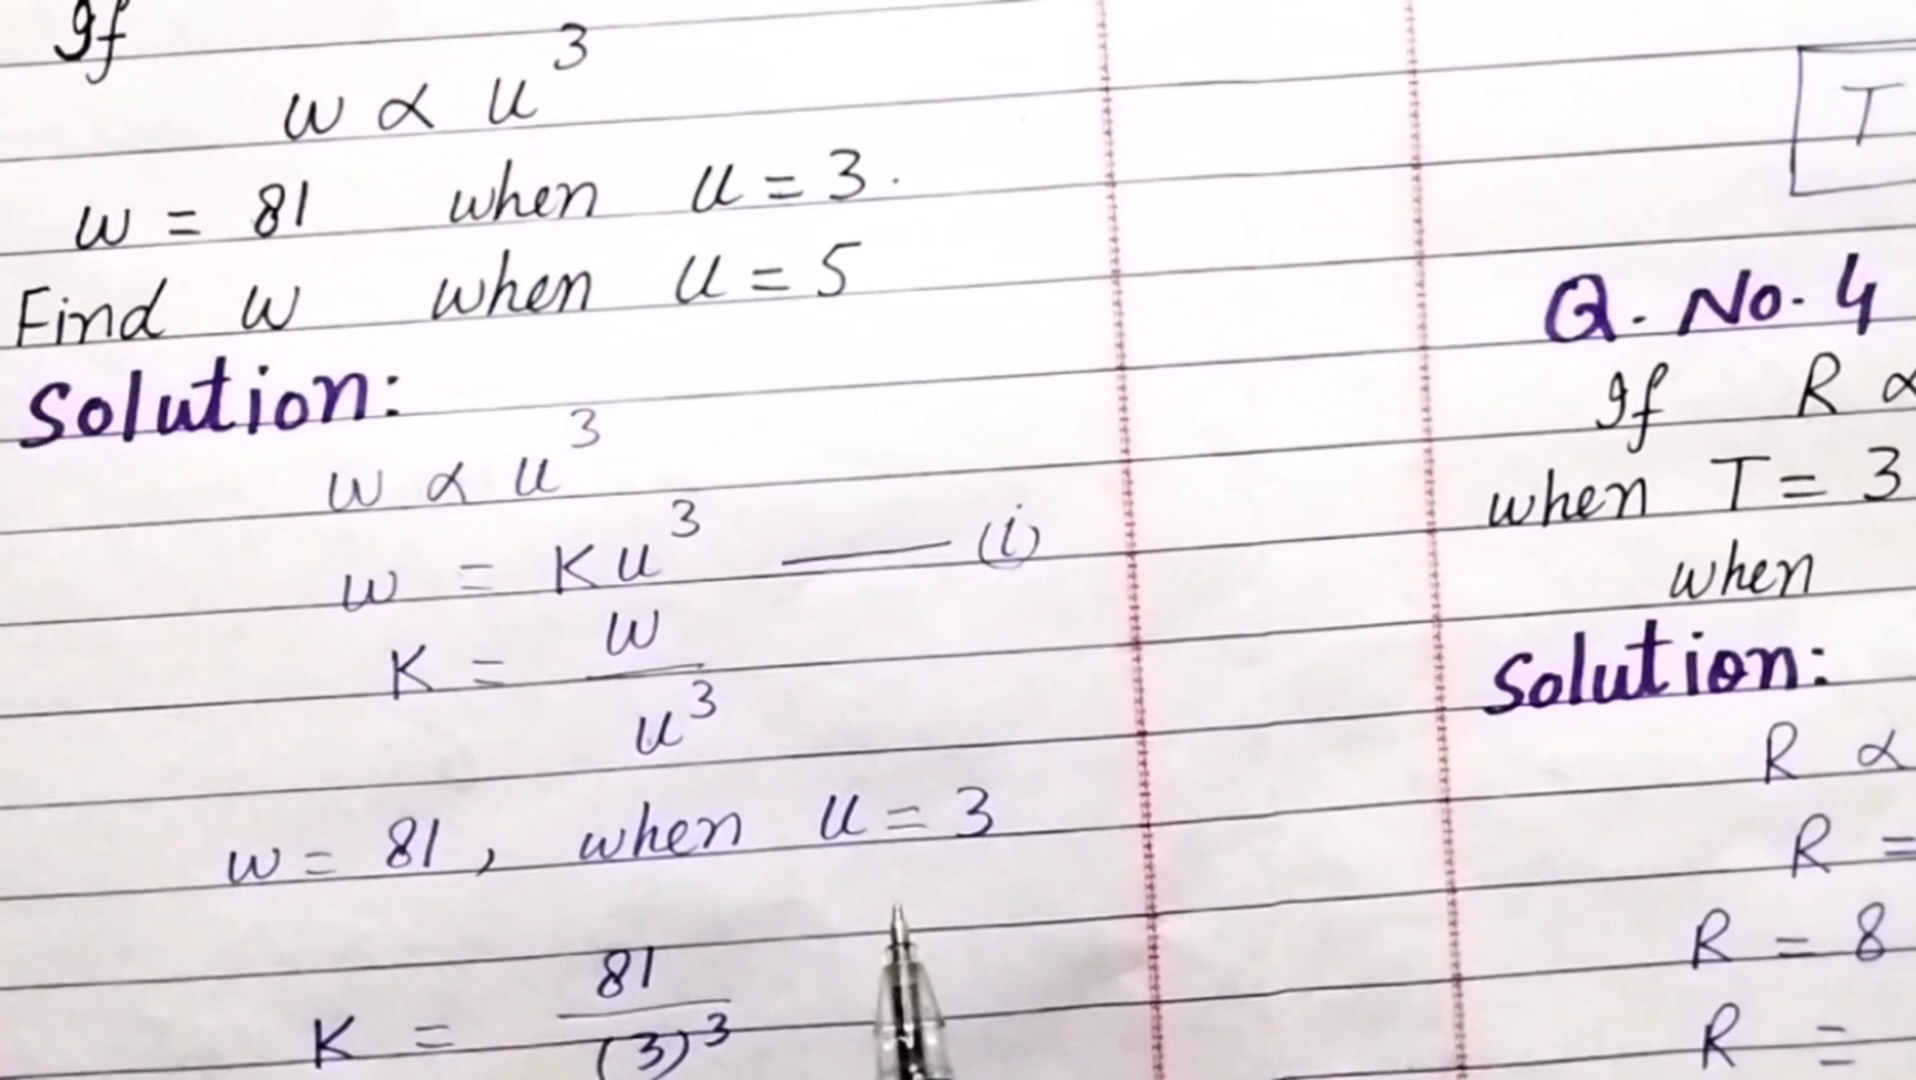 If
w ∝ u³
w = 81 when u = 3.
Find w when u = 5
Solution:
w ∝ u³
w = Ku³ —— (i)
K = w / u³
w = 81, when u = 3
K = 81 / (3)³
T
Q. No. 4
If R ∝
when T = 3
when
Solution:
R ∝
R =
R = 8
R =